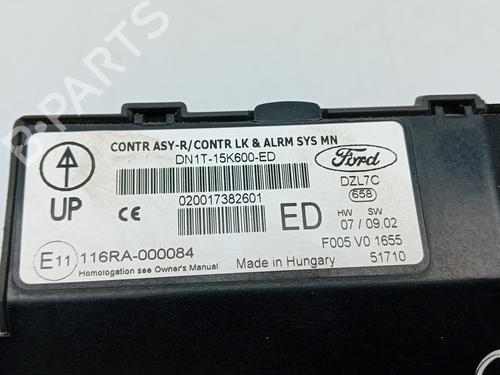 CONTR ASY-R/CONTR LK & ALRM SYS MN
DN1T-15K600-ED
Ford
UP
CE
020017382601
ED
DZL7C
658
HW SW
07 / 09.02
E11 116RA-000084
Homologation see Owner's Manual
Made in Hungary
F005 V0 1655
51710
B-Parts